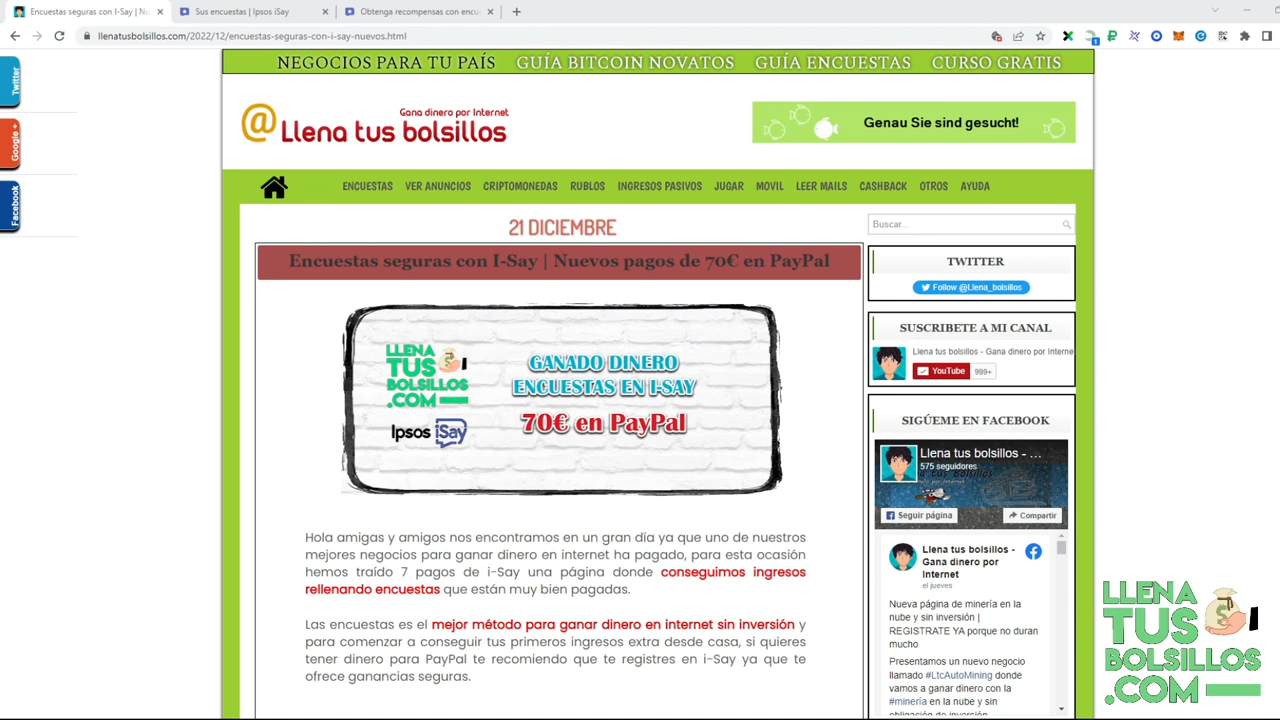 Encuestas seguras con I-Say | Nu
Sus encuestas | Ipsos iSay
Obtenga recompensas con encu
llenatusbolsillos.com/2022/12/encuestas-seguras-con-i-say-nuevos.html
1
Twitter
Google +
Facebook
NEGOCIOS PARA TU PAÍS GUÍA BITCOIN NOVATOS GUÍA ENCUESTAS CURSO GRATIS
Gana dinero por Internet
@Llena tus bolsillos
Genau Sie sind gesucht!
ENCUESTAS VER ANUNCIOS CRIPTOMONEDAS RUBLOS INGRESOS PASIVOS JUGAR MOVIL LEER MAILS CASHBACK OTROS AYUDA
21 DICIEMBRE
Encuestas seguras con I-Say | Nuevos pagos de 70€ en PayPal
LLENA
TUS
BOLSILLOS
.COM
Ipsos iSay
GANADO DINERO
ENCUESTAS EN I-SAY
70€ en PayPal
Hola amigas y amigos nos encontramos en un gran día ya que uno de nuestros
mejores negocios para ganar dinero en internet ha pagado, para esta ocasión
hemos traído 7 pagos de i-Say una página donde conseguimos ingresos
rellenando encuestas que están muy bien pagadas.
Las encuestas es el mejor método para ganar dinero en internet sin inversión y
para comenzar a conseguir tus primeros ingresos extra desde casa, si quieres
tener dinero para PayPal te recomiendo que te registres en i-Say ya que te
ofrece ganancias seguras.
Buscar...
TWITTER
Follow @Llena_bolsillos
SUSCRIBETE A MI CANAL
Llena tus bolsillos - Gana dinero por Interne
YouTube 999+
SIGÚEME EN FACEBOOK
Llena tus bolsillos - ...
575 seguidores
Seguir página
Compartir
Llena tus bolsillos -
Gana dinero por
Internet
el jueves
Nueva página de minería en la
nube y sin inversión |
REGISTRATE YA porque no duran
mucho
Presentamos un nuevo negocio
llamado #LtcAutoMining donde
vamos a ganar dinero con la
#minería en la nube y sin
obligación de inversión
LLENA
TUS
BOLSILLOS
.COM